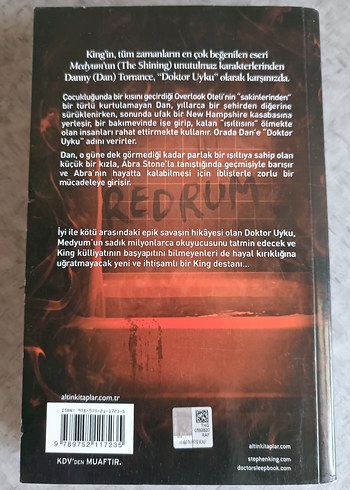 King'in, tüm zamanların en çok beğenilen eseri
Medyum'un (The Shining) unutulmaz karakterlerinden
Danny (Dan) Torrance, "Doktor Uyku" olarak karşınızda.
Çocukluğunda bir kışını geçirdiği Overlook Oteli'nin "sakinlerinden"
bir türlü kurtulamayan Dan, yıllarca bir şehirden diğerine
sürüklenirken, sonunda ufak bir New Hampshire kasabasına
yerleşir, bir bakımevinde işe girip, kalan "ışıltısını" ölmekte
olan insanları rahat ettirmekte kullanır. Orada Dan'e "Doktor
Uyku" adını verirler.
Dan, o güne dek görmediği kadar parlak bir ışıltıya sahip olan
küçük bir kızla, Abra Stone'la tanıştığında geçmişiyle barışır
ve Abra'nın hayatta kalabilmesi için iblislerle zorlu bir
mücadeleye girişir.
REDRUM
İyi ile kötü arasındaki epik savaşın hikâyesi olan Doktor Uyku,
Medyum'un sadık milyonlarca okuyucusunu tatmin edecek ve
King külliyatının başyapıtını bilmeyenleri de hayal kırıklığına
uğratmayacak yeni ve ihtişamlı bir King destanı...
altinkitaplar.com.tr
ISBN: 978-975-21-1723-5
9 789752 117235
KDV'DEN MUAFTIR.
altinkitaplar.com
stephenking.com
doctorsleepbook.com